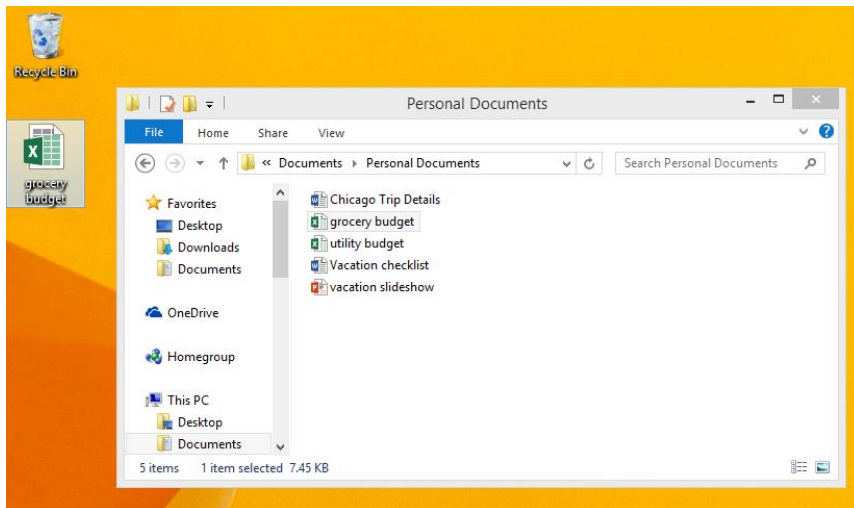 Recycle Bin
grocery
budget
Personal Documents
File Home Share View
« Documents Personal Documents
Search Personal Documents
Favorites
Desktop
Downloads
Documents
OneDrive
Homegroup
This PC
Desktop
Documents
Chicago Trip Details
grocery budget
utility budget
Vacation checklist
vacation slideshow
5 items 1 item selected 7.45 KB